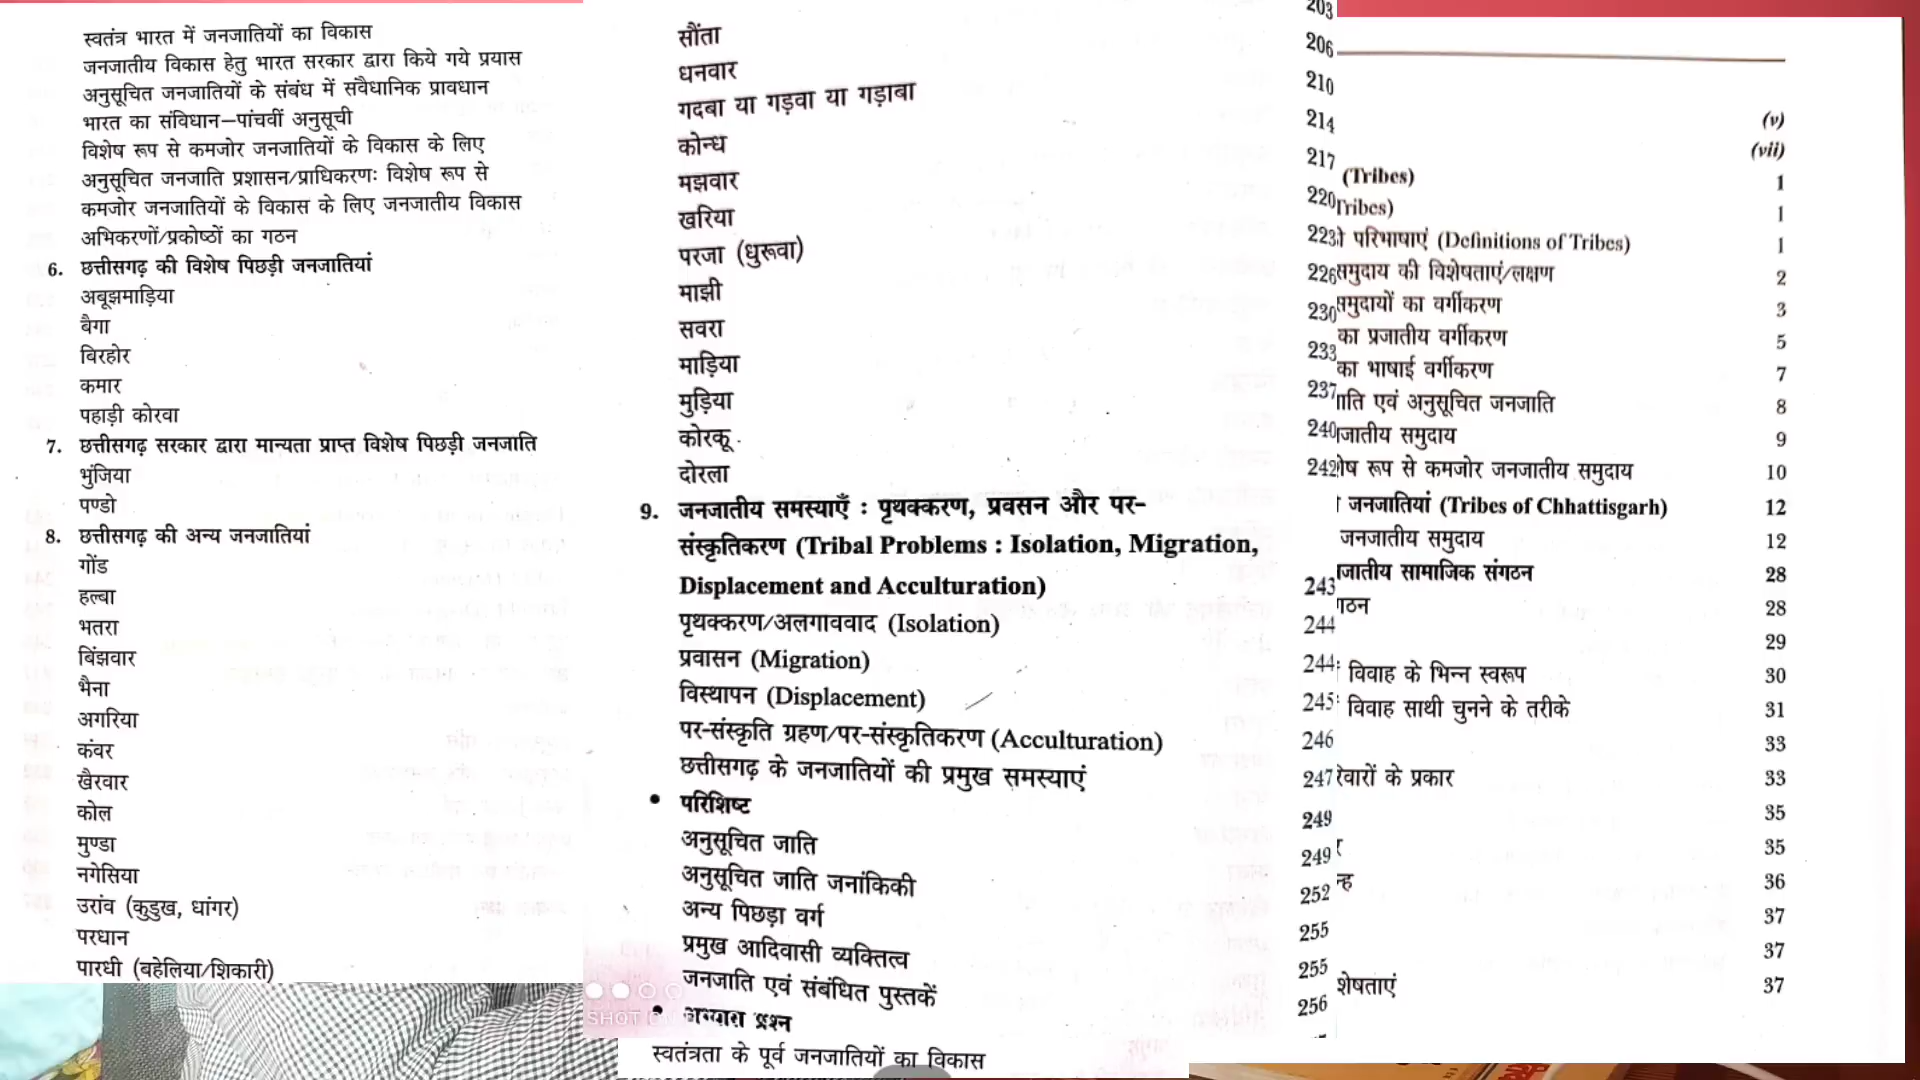 स्वतंत्र भारत में जनजातियों का विकास
जनजातीय विकास हेतु भारत सरकार द्वारा किये गये प्रयास
अनुसूचित जनजातियों के संबंध में संवैधानिक प्रावधान
भारत का संविधान–पांचवीं अनुसूची
विशेष रूप से कमजोर जनजातियों के विकास के लिए
अनुसूचित जनजाति प्रशासन/प्राधिकरणः विशेष रूप से
कमजोर जनजातियों के विकास के लिए जनजातीय विकास
अभिकरणों/प्रकोष्ठों का गठन
6. छत्तीसगढ़ की विशेष पिछड़ी जनजातियां
अबूझमाड़िया
बैगा
बिरहोर
कमार
पहाड़ी कोरवा
7. छत्तीसगढ़ सरकार द्वारा मान्यता प्राप्त विशेष पिछड़ी जनजाति
भुंजिया
पण्डो
8. छत्तीसगढ़ की अन्य जनजातियां
गोंड
हल्बा
भतरा
बिंझवार
भैना
अगरिया
कंवर
खैरवार
कोल
मुण्डा
नगेसिया
उरांव (कुडुख, धांगर)
परधान
पारधी (बहेलिया/शिकारी)
सौंता
धनवार
गदबा या गड़वा या गड़ाबा
कोन्ध
मझवार
खरिया
परजा (धुरूवा)
माझी
सवरा
माड़िया
मुड़िया
कोरकू
दोरला
9. जनजातीय समस्याएँ : पृथक्करण, प्रवसन और पर-
संस्कृतिकरण (Tribal Problems : Isolation, Migration,
Displacement and Acculturation)
पृथक्करण/अलगाववाद (Isolation)
प्रवासन (Migration)
विस्थापन (Displacement)
पर-संस्कृति ग्रहण/पर-संस्कृतिकरण (Acculturation)
छत्तीसगढ़ के जनजातियों की प्रमुख समस्याएं
• परिशिष्ट
अनुसूचित जाति
अनुसूचित जाति जनांकिकी
अन्य पिछड़ा वर्ग
प्रमुख आदिवासी व्यक्तित्व
जनजाति एवं संबंधित पुस्तकें
• अभ्यास प्रश्न
स्वतंत्रता के पूर्व जनजातियों का विकास
203
206
210
214
217
220
223
226
230
233
237
240
242
243
244
244
245
246
247
249
249
252
255
255
256
(v)
(vii)
(Tribes) 1
Tribes) 1
परिभाषाएं (Definitions of Tribes) 1
समुदाय की विशेषताएं/लक्षण 2
समुदायों का वर्गीकरण 3
का प्रजातीय वर्गीकरण 5
का भाषाई वर्गीकरण 7
एवं अनुसूचित जनजाति 8
जातीय समुदाय 9
रूप से कमजोर जनजातीय समुदाय 10
जनजातियां (Tribes of Chhattisgarh) 12
जनजातीय समुदाय 12
जातीय सामाजिक संगठन 28
गठन 28
29
विवाह के भिन्न स्वरूप 30
विवाह साथी चुनने के तरीके 31
33
के प्रकार 33
35
35
36
37
37
37